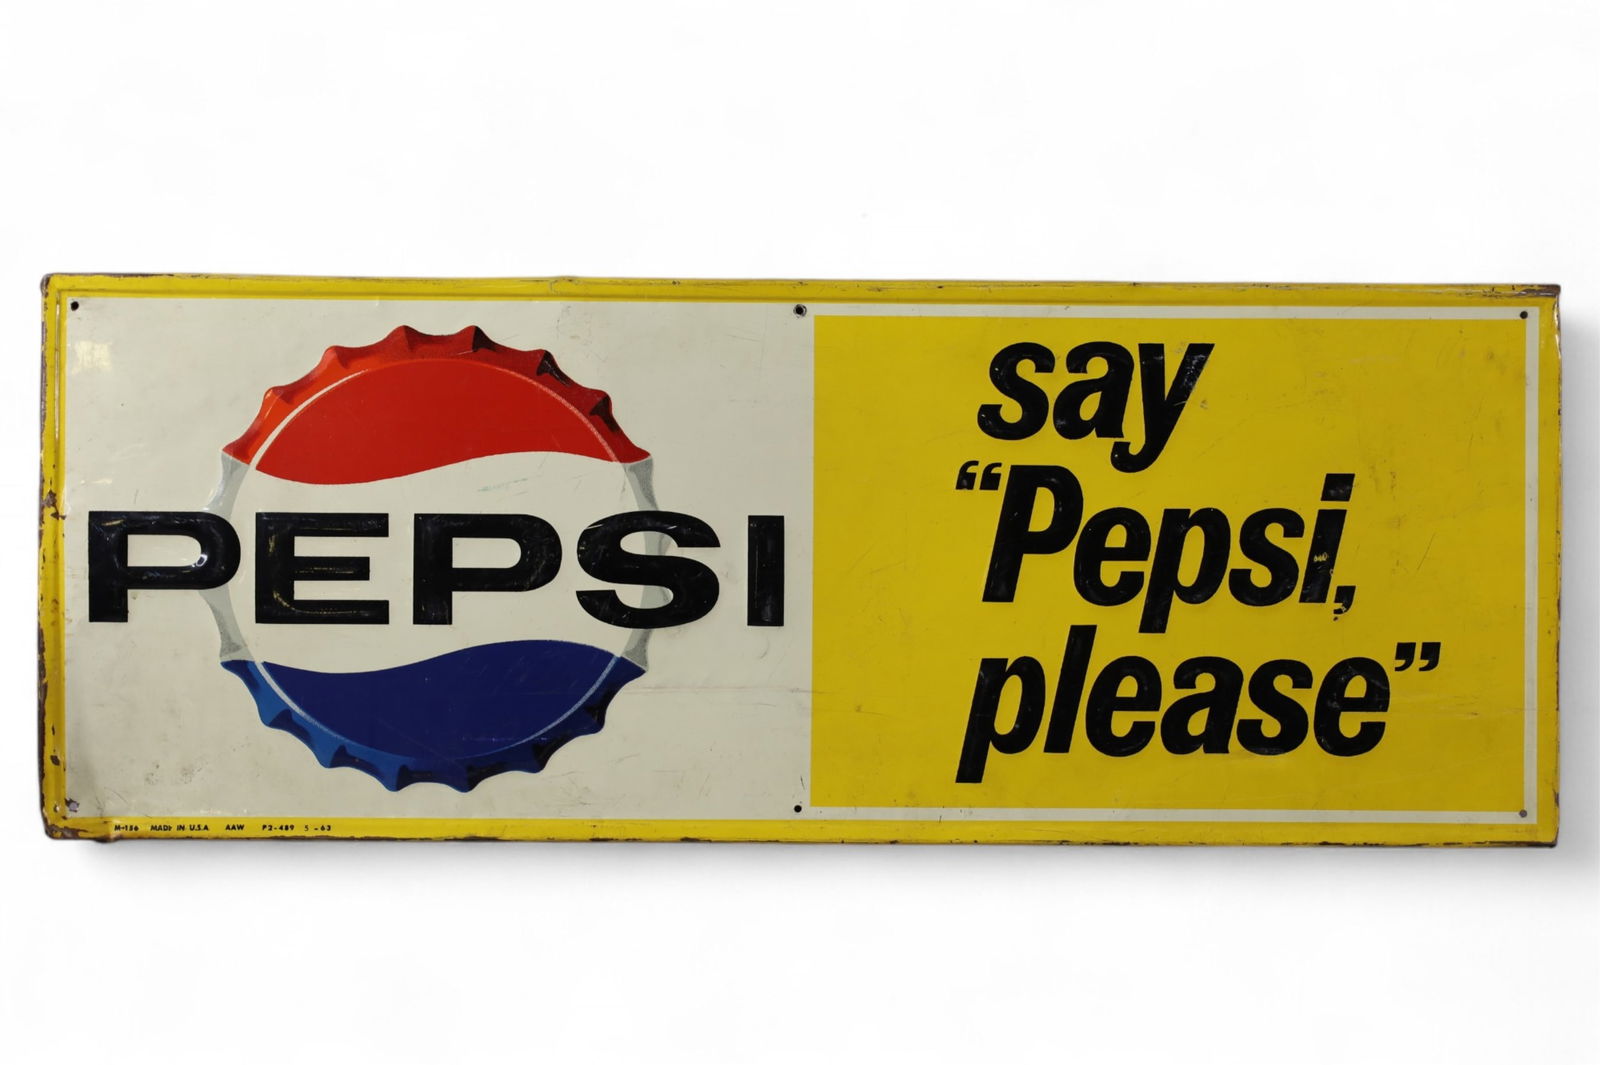 PEPSI
say
“Pepsi,
please”
M-156 MADE IN U.S.A. AAW P2-489 5-63